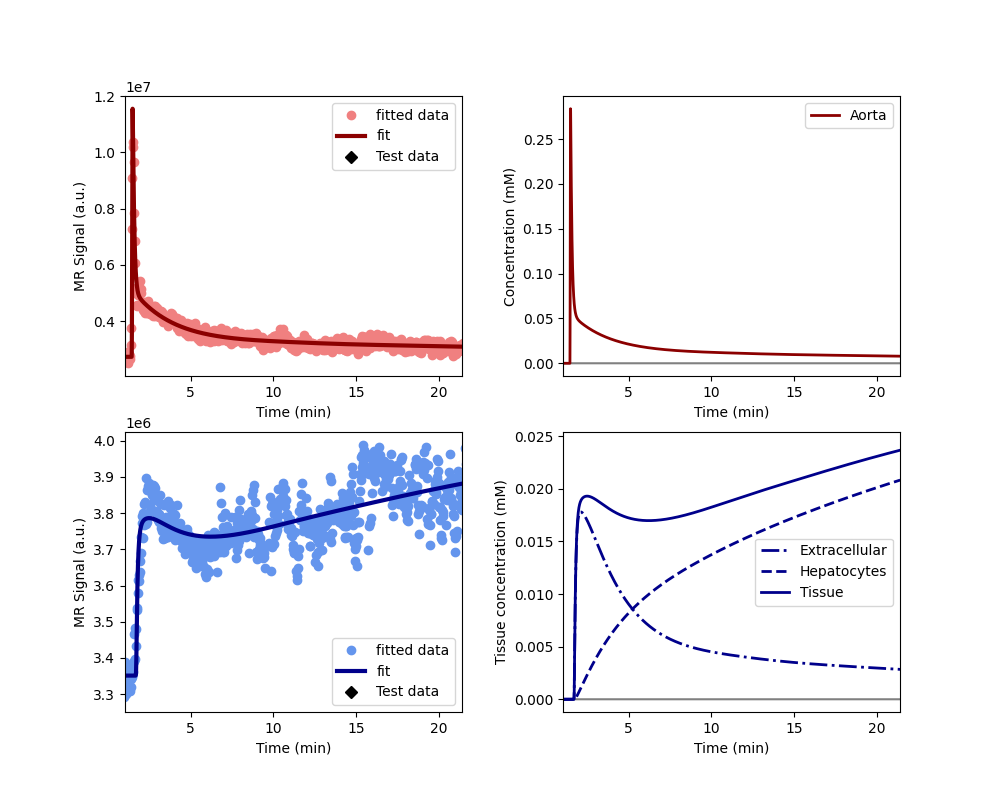 1e7
1.2
1.0
0.8
0.6
0.4
MR Signal (a.u.)
fitted data
fit
Test data
5 10 15 20
Time (min)
0.25
0.20
0.15
0.10
0.05
0.00
Concentration (mM)
Aorta
5 10 15 20
Time (min)
1e6
4.0
3.9
3.8
3.7
3.6
3.5
3.4
3.3
MR Signal (a.u.)
fitted data
fit
Test data
5 10 15 20
Time (min)
0.025
0.020
0.015
0.010
0.005
0.000
Tissue concentration (mM)
Extracellular
Hepatocytes
Tissue
5 10 15 20
Time (min)